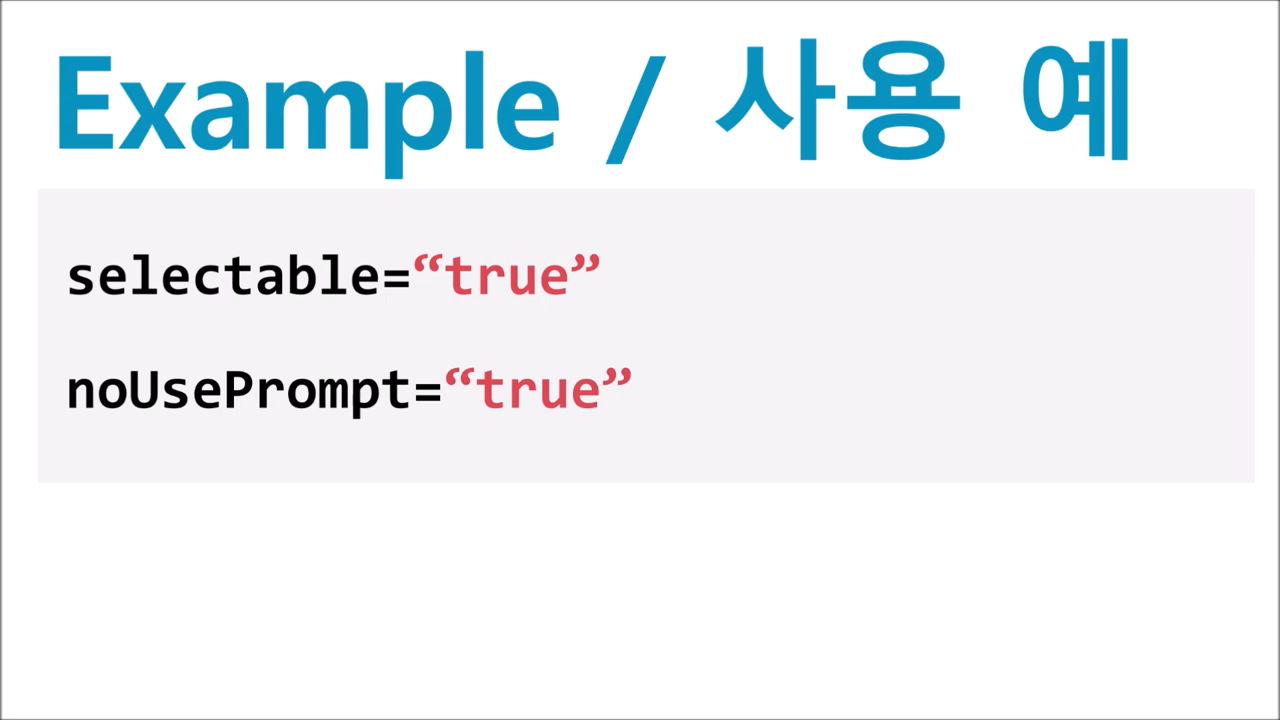 Example / 사용 예
selectable=“true”
noUsePrompt=“true”